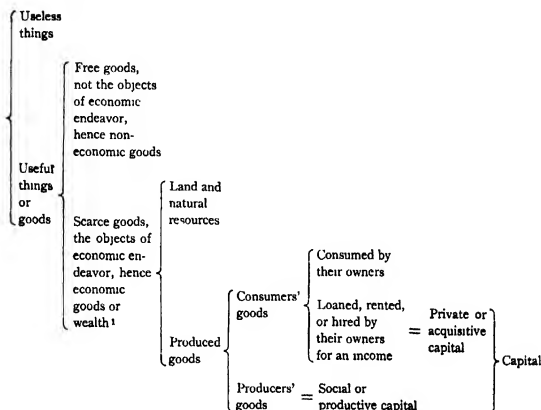 Useless
things
Free goods,
not the objects
of economic
endeavor,
hence non-
economic goods
Useful
things
or
goods
Scarce goods,
the objects of
economic en-
deavor, hence
economic
goods or
wealth¹
Land and
natural
resources
Produced
goods
Consumers'
goods
Consumed by
their owners
Loaned, rented,
or hired by
their owners
for an income
= Private or
acquisitive
capital
Producers'
goods
= Social or
productive capital
Capital